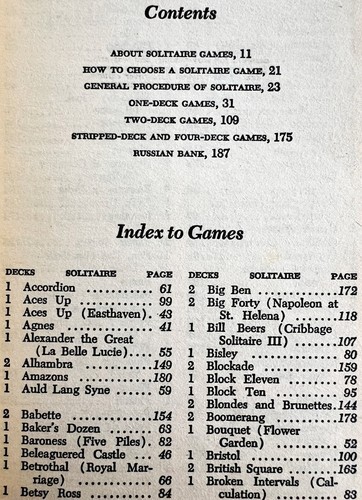 Contents
ABOUT SOLITAIRE GAMES, 11
HOW TO CHOOSE A SOLITAIRE GAME, 21
GENERAL PROCEDURE OF SOLITAIRE, 23
ONE-DECK GAMES, 31
TWO-DECK GAMES, 109
STRIPPED-DECK AND FOUR-DECK GAMES, 175
RUSSIAN BANK, 187
Index to Games
DECKS SOLITAIRE PAGE
1 Accordion ............ 61
1 Aces Up ............ 99
1 Aces Up (Easthaven). 43
1 Agnes ............ 41
1 Alexander the Great
(La Belle Lucie).... 55
2 Alhambra ............ 149
1 Amazons ............ 180
1 Auld Lang Syne ...... 59
2 Babette ............ 154
1 Baker's Dozen ....... 63
1 Baroness (Five Piles). 82
1 Beleaguered Castle ... 46
1 Betrothal (Royal Mar-
riage) ............ 66
1 Betsy Ross .......... 84
DECKS SOLITAIRE PAGE
2 Big Ben ............ 172
2 Big Forty (Napoleon at
St. Helena) ........ 118
1 Bill Beers (Cribbage
Solitaire III) ...... 107
1 Bisley ............ 80
2 Blockade ............ 159
1 Block Eleven ........ 78
1 Block Ten .......... 95
2 Blondes and Brunettes. 144
2 Boomerang .......... 178
1 Bouquet (Flower
Garden) .......... 52
1 Bristol ............ 100
2 British Square ....... 165
1 Broken Intervals (Cal-
culation) .......... 68